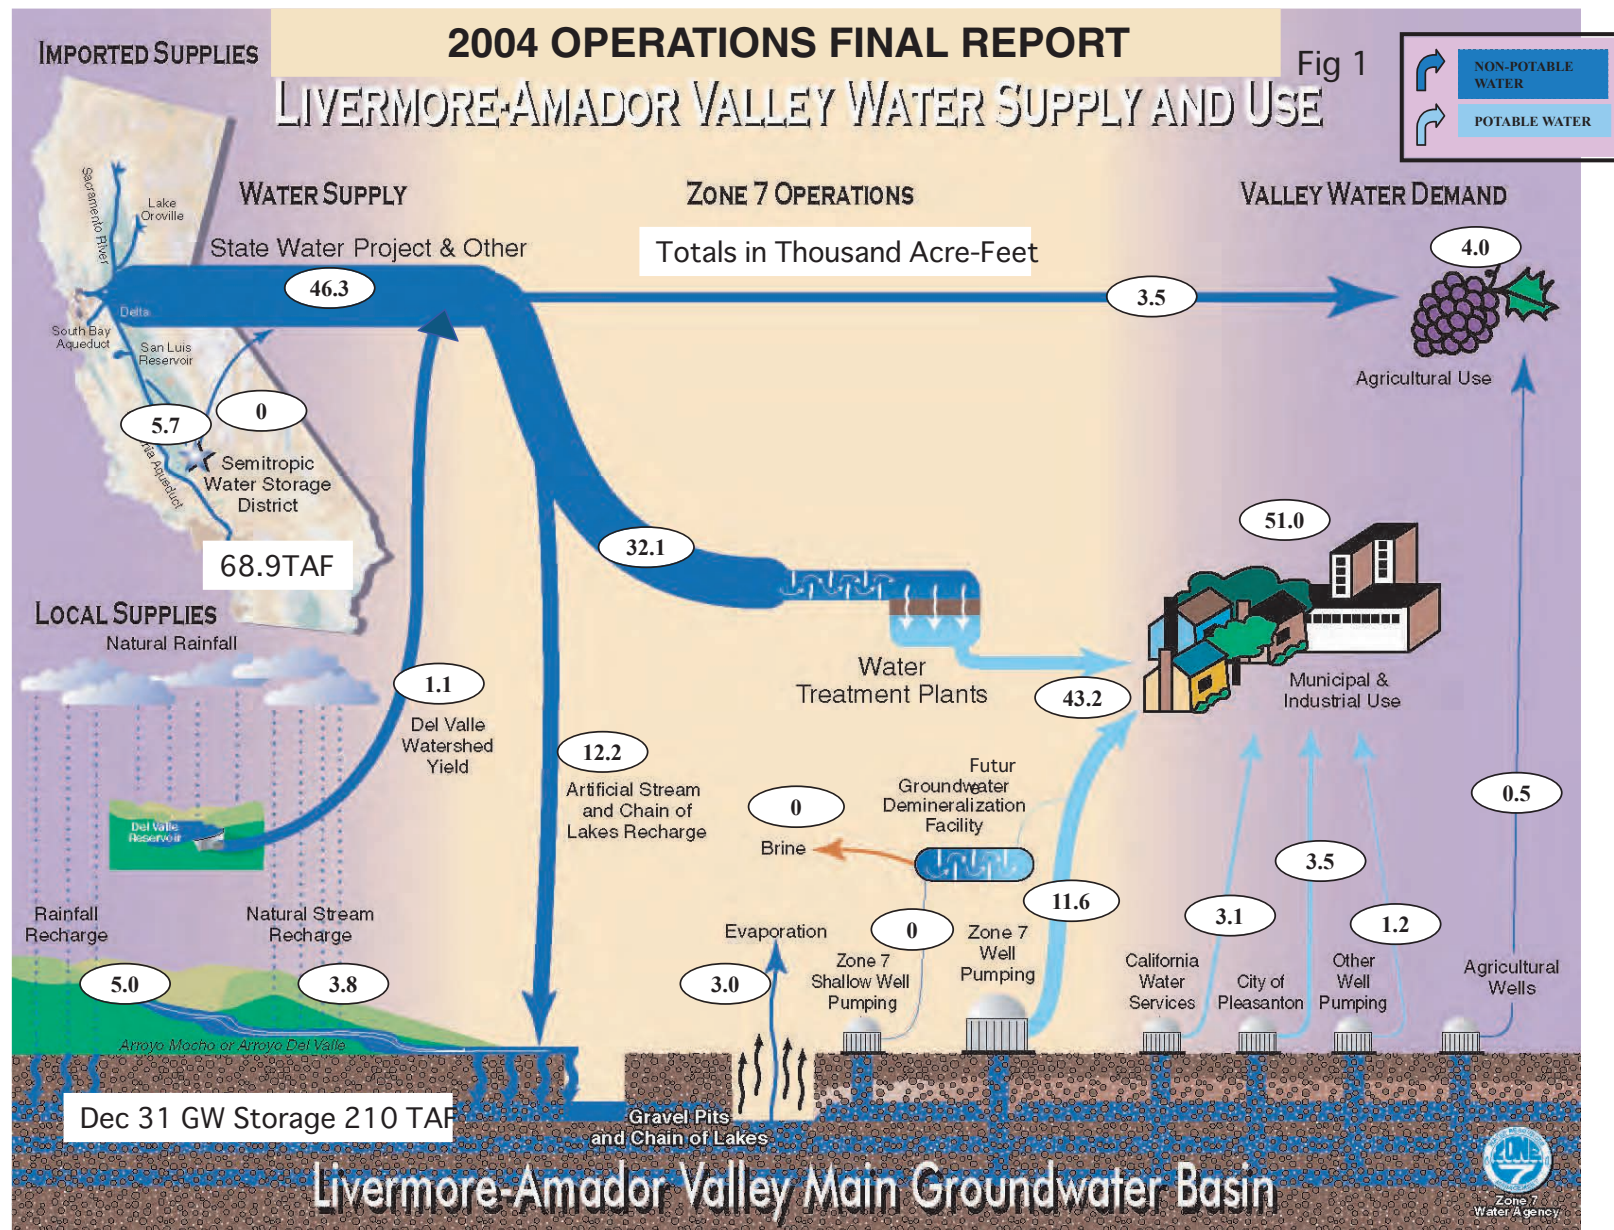 2004 OPERATIONS FINAL REPORT
Fig 1
LIVERMORE-AMADOR VALLEY WATER SUPPLY AND USE
NON-POTABLE
WATER
POTABLE WATER
IMPORTED SUPPLIES
WATER SUPPLY
ZONE 7 OPERATIONS
VALLEY WATER DEMAND
State Water Project & Other
Totals in Thousand Acre-Feet
Sacramento River
Lake
Oroville
46.3
3.5
4.0
Delta
South Bay
Aqueduct
San Luis
Reservoir
Agricultural Use
5.7
0
Semitropic
Water Storage
District
nia Aqueduct
68.9TAF
32.1
51.0
LOCAL SUPPLIES
Natural Rainfall
Water
Treatment Plants
43.2
Municipal &
Industrial Use
1.1
Del Valle
Watershed
Yield
12.2
Artificial Stream
and Chain of
Lakes Recharge
Del Valle
Reservoir
Futur
e
Groundwater
Demineralization
Facility
0
Brine
0.5
11.6
3.1
3.5
1.2
Rainfall
Recharge
Natural Stream
Recharge
5.0
3.8
Evaporation
3.0
0
Zone 7
Shallow Well
Pumping
Zone 7
Well
Pumping
California
Water
Services
City of
Pleasanton
Other
Well
Pumping
Agricultural
Wells
Arroyo Mocho or Arroyo Del Valle
Dec 31 GW Storage 210 TAF
Gravel Pits
and Chain of Lakes
Livermore-Amador Valley Main Groundwater Basin
ZONE 7
Zone 7
Water Agency